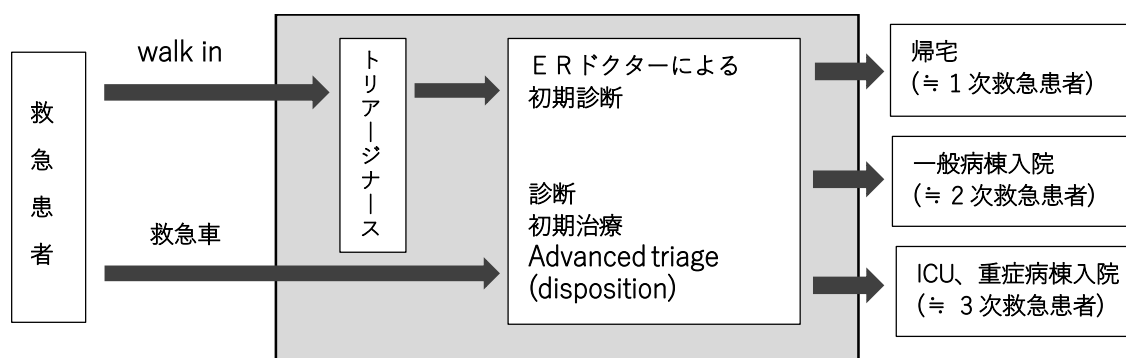 救急患者
walk in
救急車
トリアージナース
ＥＲドクターによる
初期診断
診断
初期治療
Advanced triage
(disposition)
帰宅
(≒ 1 次救急患者)
一般病棟入院
(≒ 2 次救急患者)
ICU、重症病棟入院
(≒ 3 次救急患者)